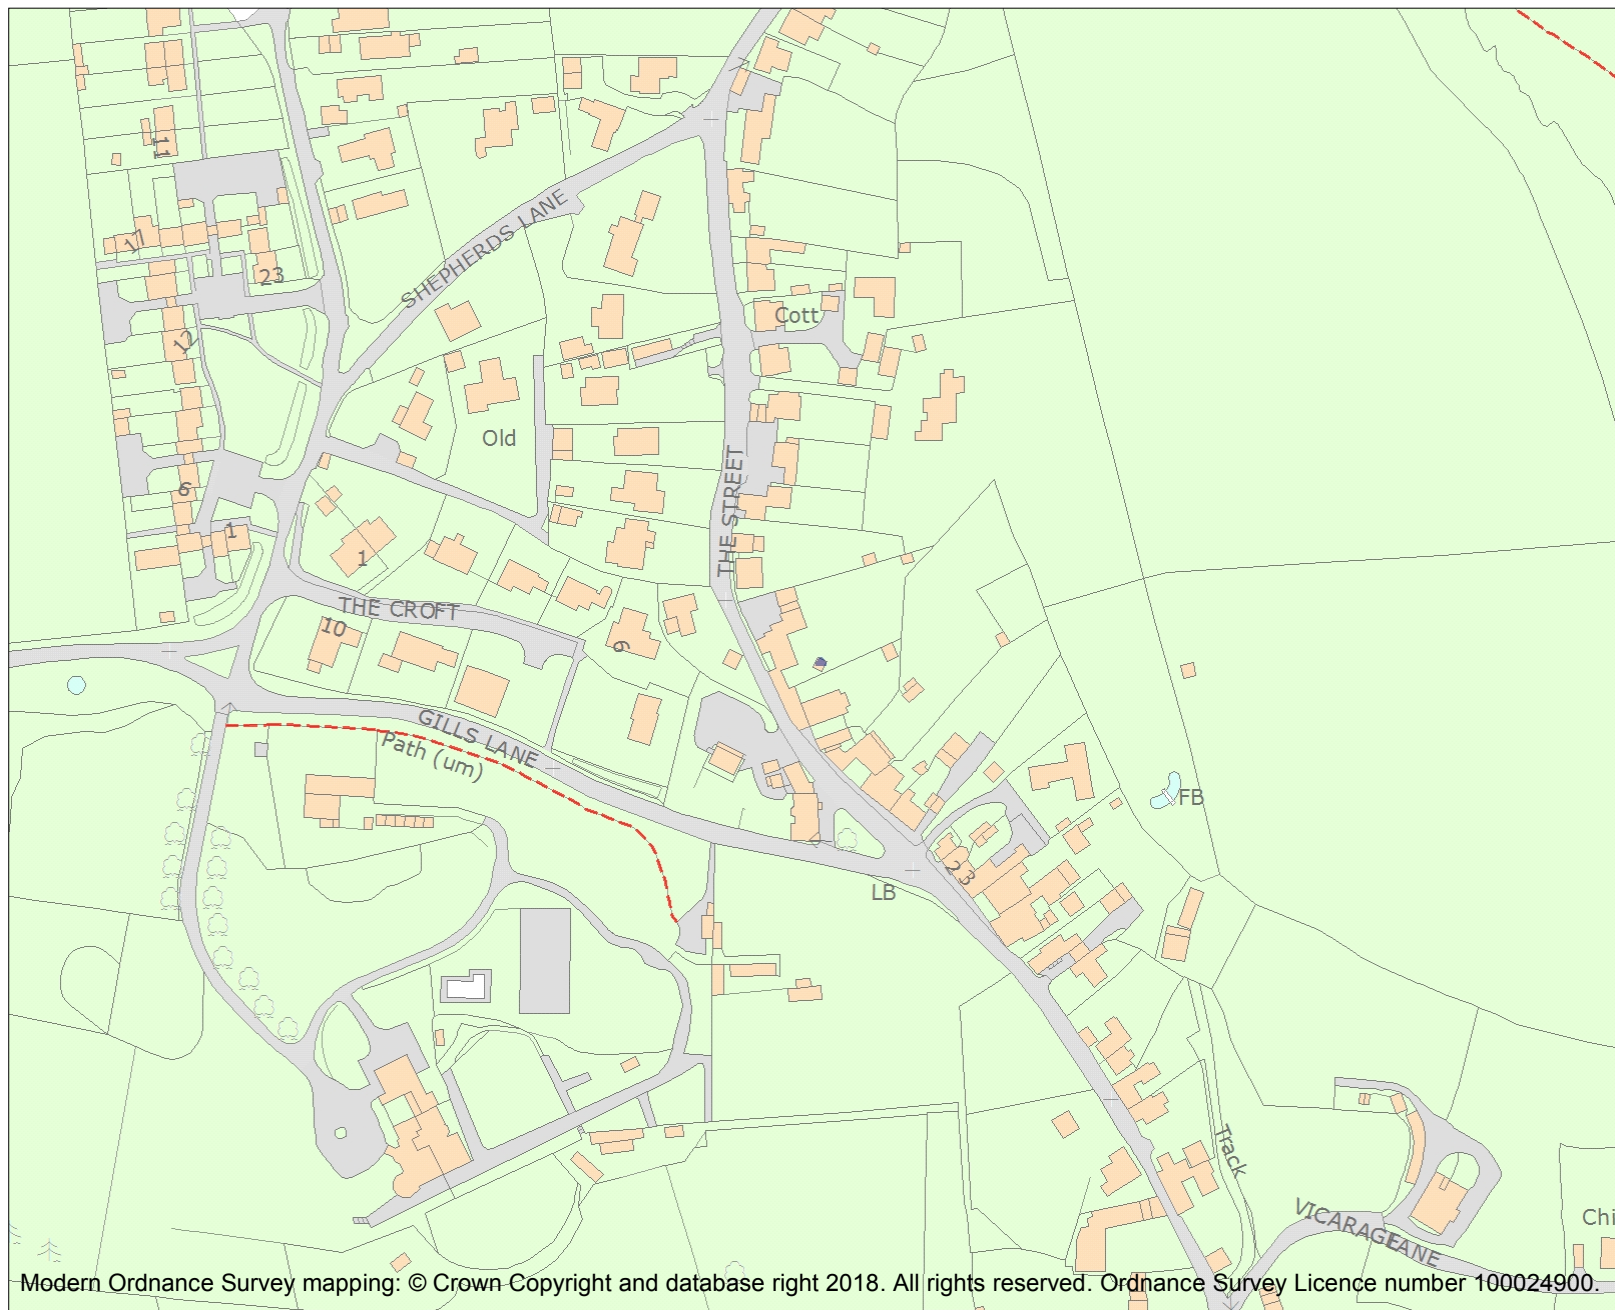 11
17
23
SHEPHERDS LANE
Cott
12
Old
THE STREET
6
1
1
THE CROFT
10
9
GILLS LANE
Path (um)
FB
23
LB
Track
VICARAGE LANE
Chi
Modern Ordnance Survey mapping: © Crown Copyright and database right 2018. All rights reserved. Ordnance Survey Licence number 100024900.